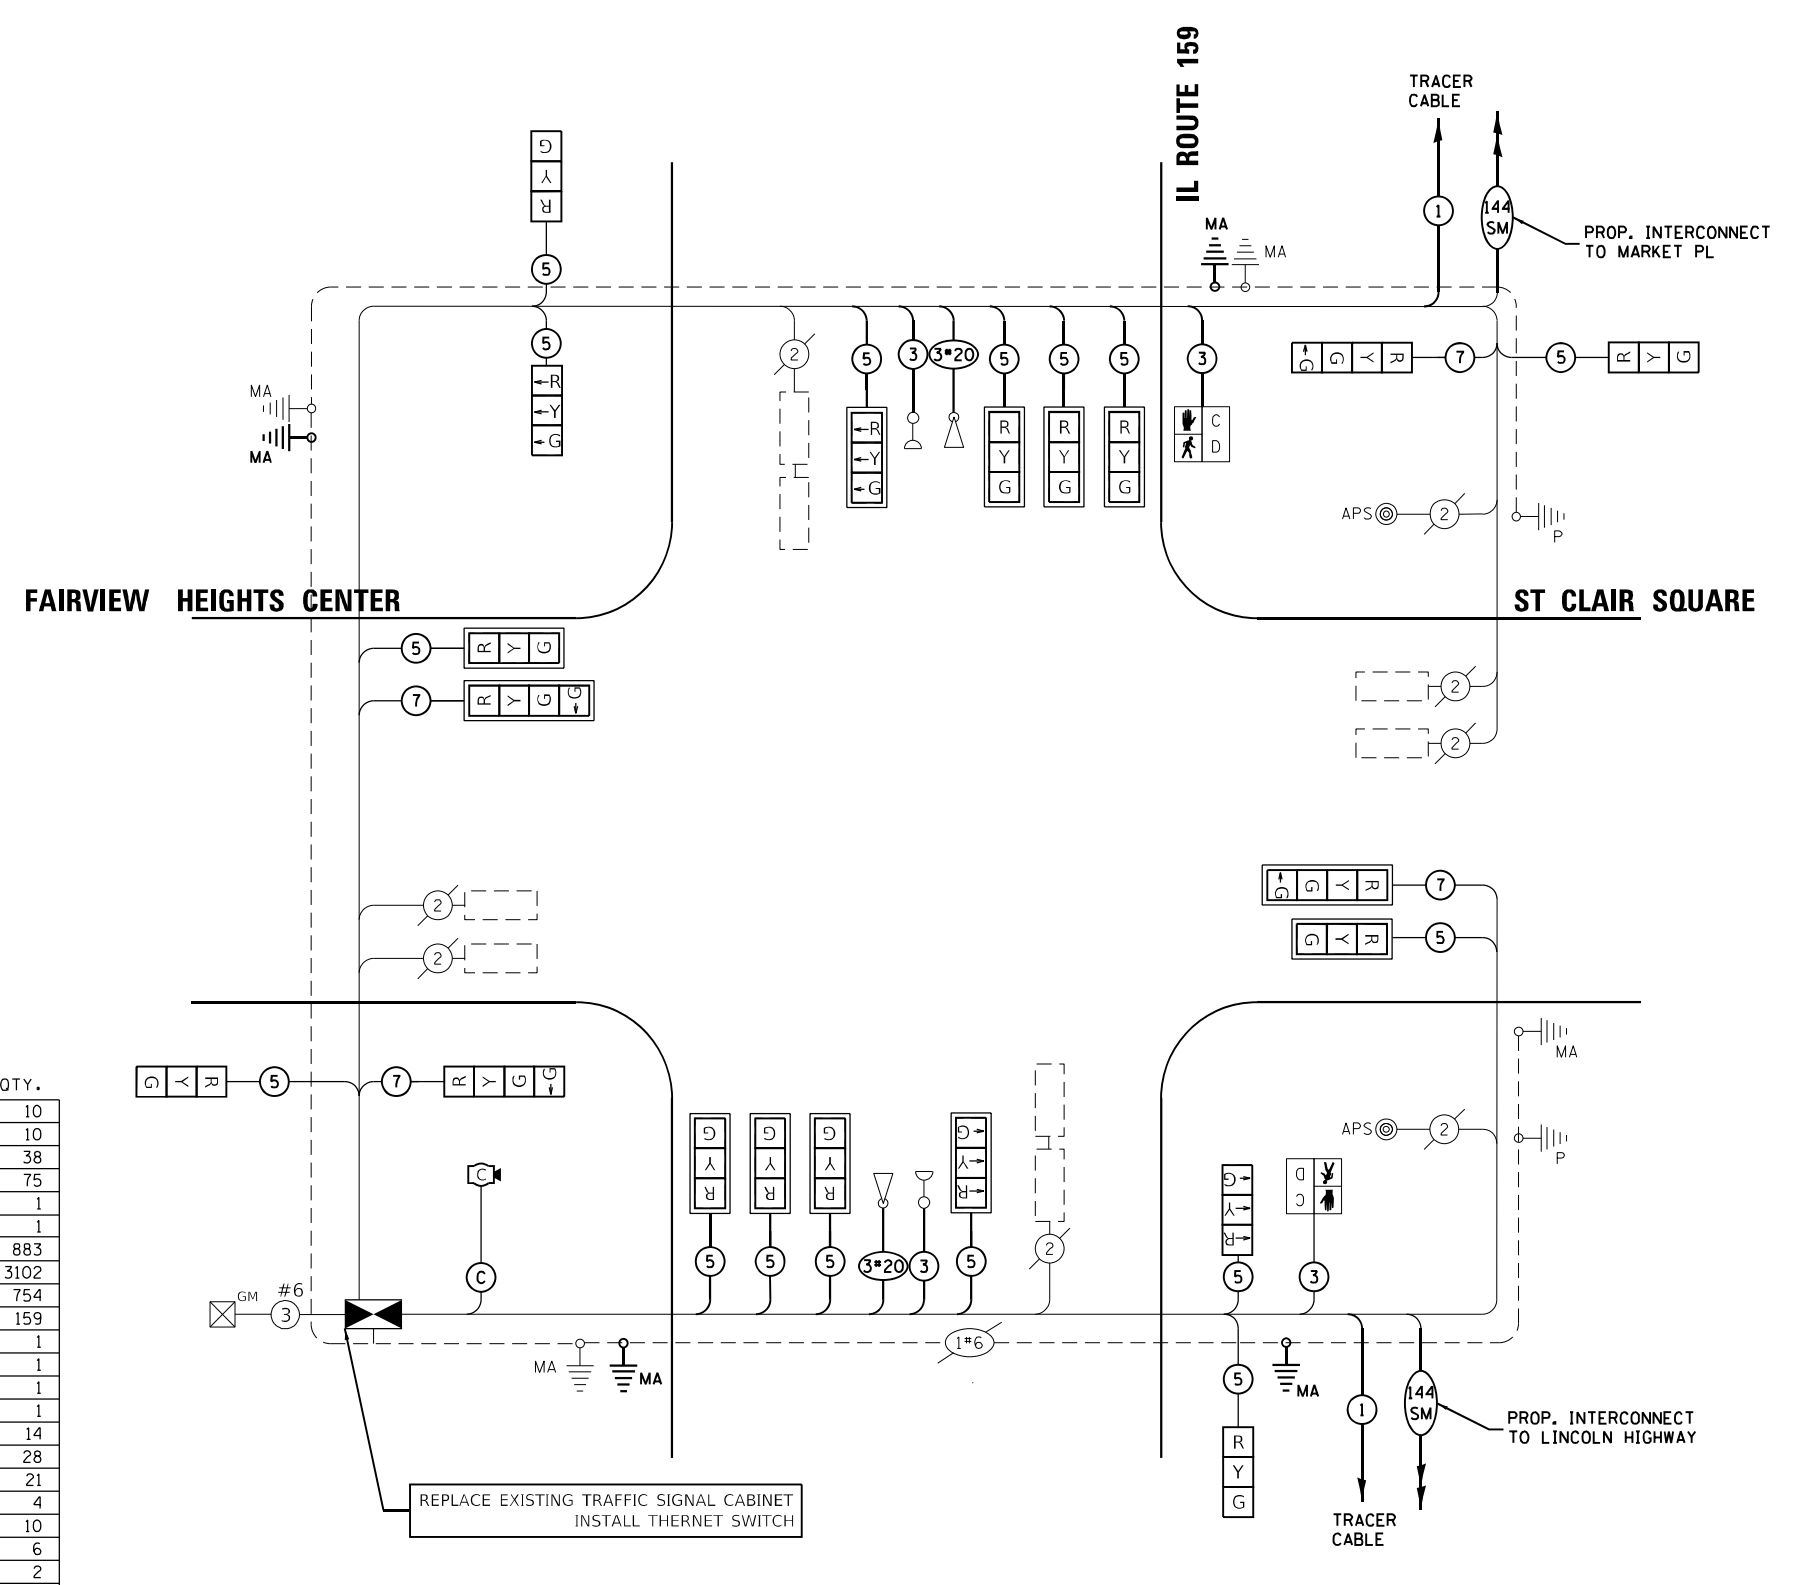 IL ROUTE 159
TRACER
CABLE
1
144
SM
PROP. INTERCONNECT
TO MARKET PL
G
Y
R
5
5
←R
←Y
←G
MA
MA
MA
MA
2
5
3
3#20
5
5
5
3
←R
←Y
←G
R
Y
G
R
Y
G
R
Y
G
C
D
←G
G
Y
R
7
5
R
Y
G
APS
2
P
FAIRVIEW HEIGHTS CENTER
ST CLAIR SQUARE
5
R
Y
G
7
R
Y
G
←G
2
2
2
2
←G
G
Y
R
7
G
Y
R
5
MA
G
Y
R
5
7
R
Y
G
←G
QTY.
10
10
38
75
1
1
883
3102
754
159
1
1
1
1
14
28
21
4
10
6
2
C
C
G
Y
R
5
G
Y
R
5
G
Y
R
5
3#20
3
←G
←Y
←R
5
2
←G
←Y
←R
5
D
C
3
APS
2
P
GM
#6
3
MA
MA
1#6
5
R
Y
G
MA
1
144
SM
PROP. INTERCONNECT
TO LINCOLN HIGHWAY
TRACER
CABLE
REPLACE EXISTING TRAFFIC SIGNAL CABINET
INSTALL THERNET SWITCH